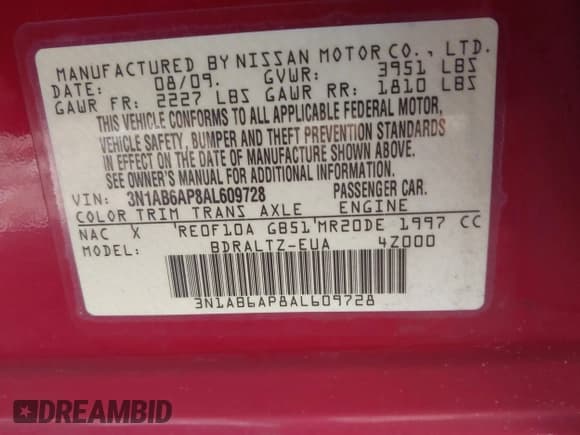 MANUFACTURED BY NISSAN MOTOR CO., LTD.
DATE: 08/09. GVWR: 3951 LBS
GAWR FR: 2227 LBS GAWR RR: 1810 LBS
THIS VEHICLE CONFORMS TO ALL APPLICABLE FEDERAL MOTOR,
VEHICLE SAFETY, BUMPER AND THEFT PREVENTION STANDARDS
IN EFFECT ON THE DATE OF MANUFACTURE SHOWN ABOVE.
SEE OWNER'S MANUAL FOR ADDITIONAL INFORMATION.
VIN: 3N1AB6AP8AL609728 PASSENGER CAR.
COLOR TRIM TRANS AXLE ENGINE
NAC X 'RE0F10A GB51'MR20DE 1997 CC
MODEL: BDRALTZ-EUA 4Z000
3N1AB6AP8AL609728
DREAMBID